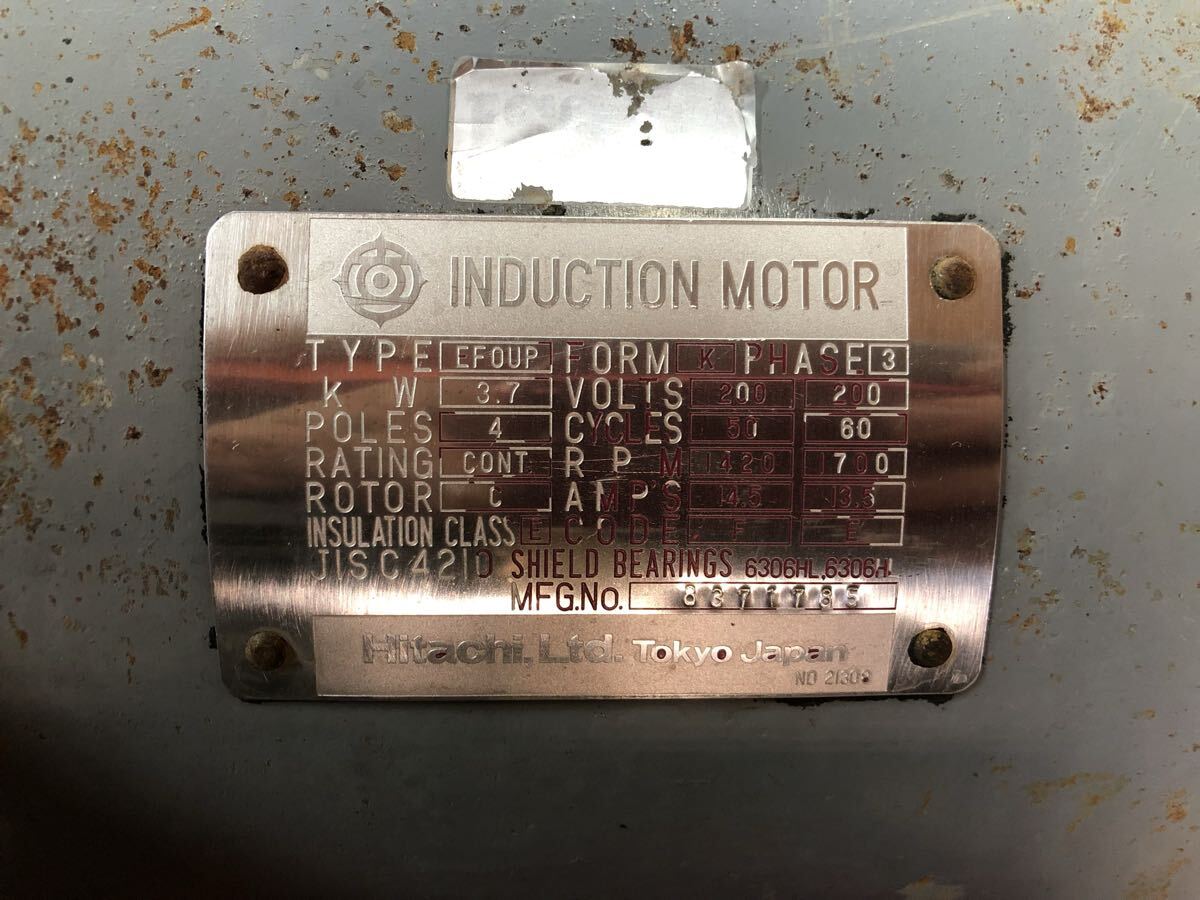 INDUCTION MOTOR
TYPE EFOUP FORM K PHASE 3
KW 3.7 VOLTS 200 200
POLES 4 CYCLES 50 60
RATING CONT. RPM 1420 1700
ROTOR C AMP'S 14.5 13.5
INSULATION CLASS E CODE F E
JIS C 4210 SHIELD BEARINGS 6306HL,6306H
MFG.No. 8371785
Hitachi, Ltd. Tokyo Japan
NO 21309